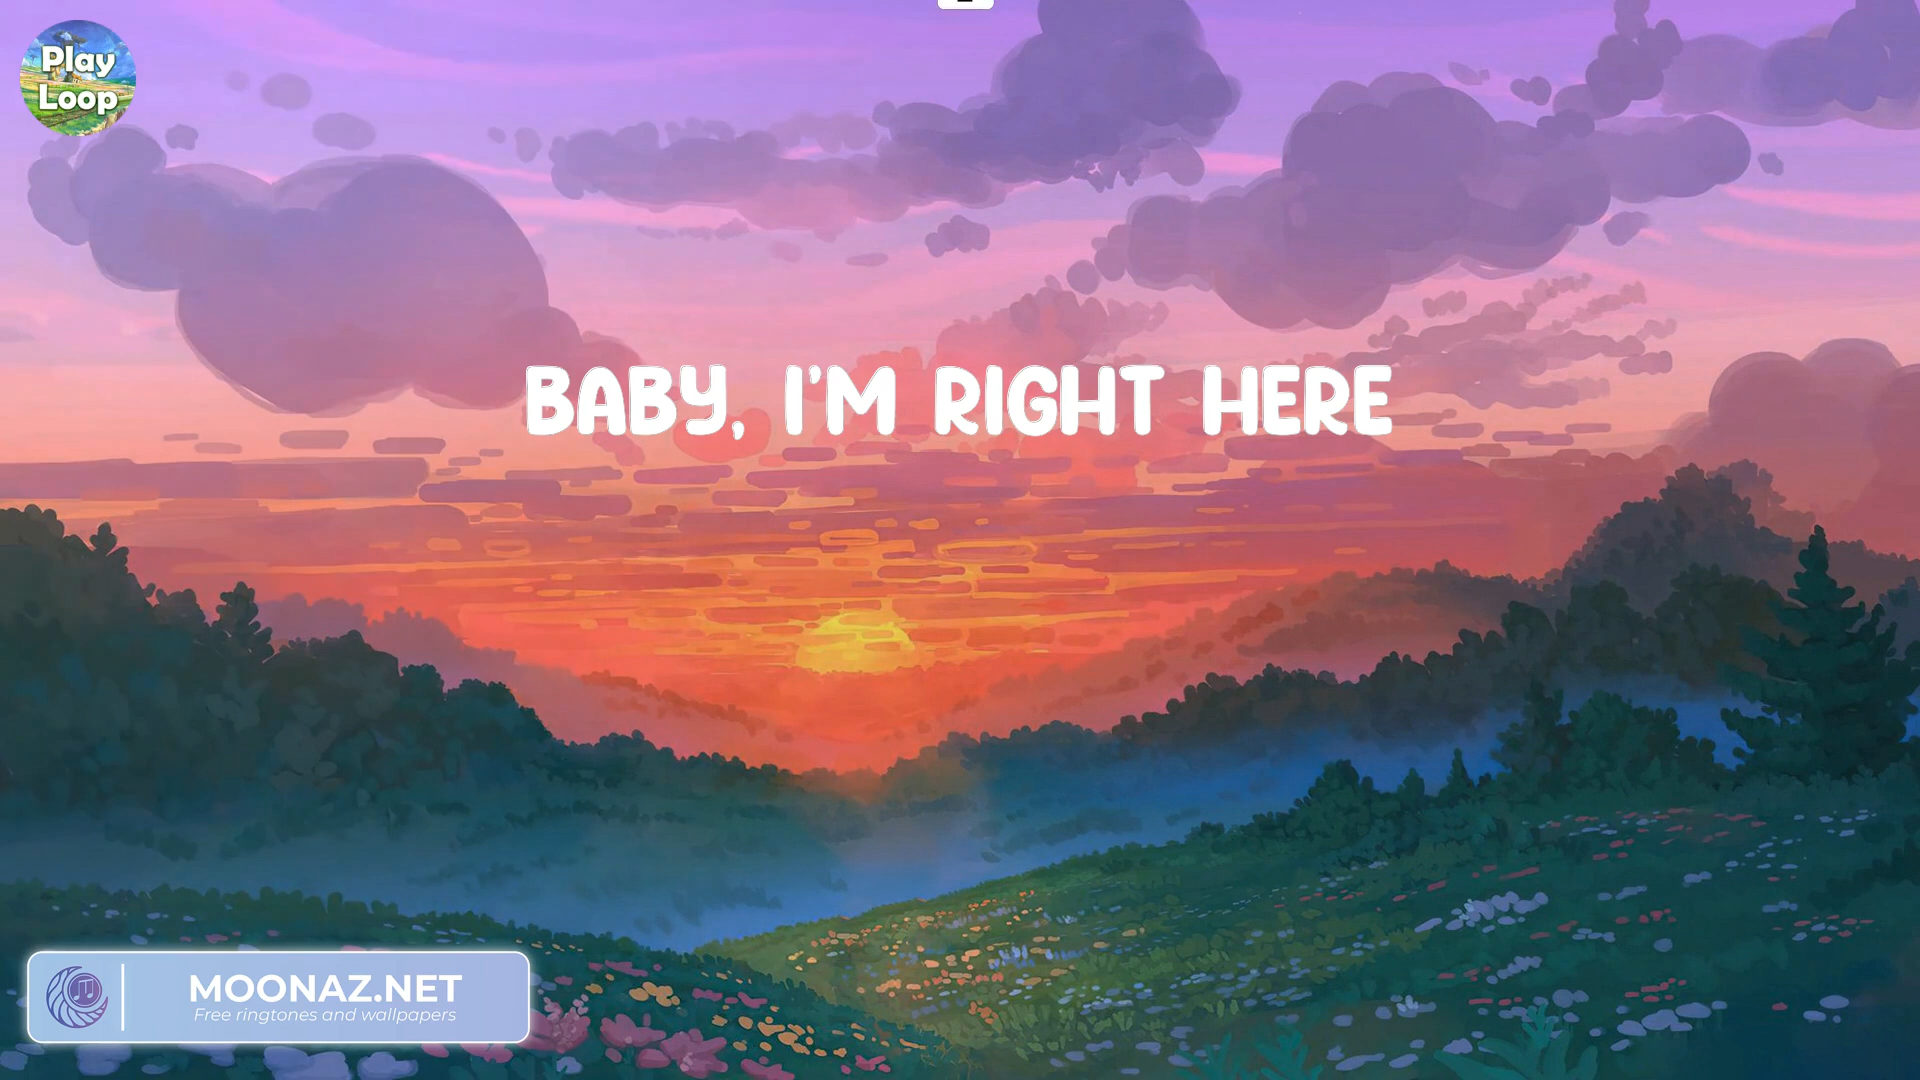 Play
Loop
BABY, I'M RIGHT HERE
MOONAZ.NET
Free ringtones and wallpapers